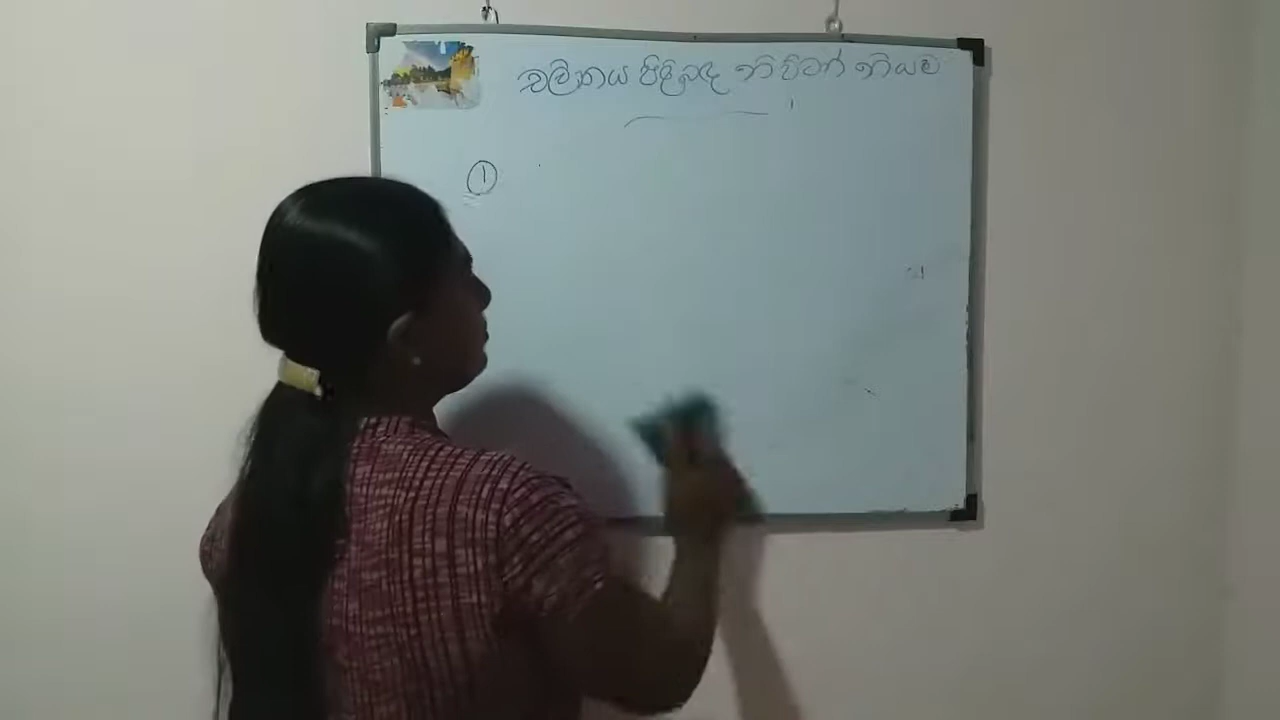 චලිතය පිළිබඳ නිව්ටන් නියම
1